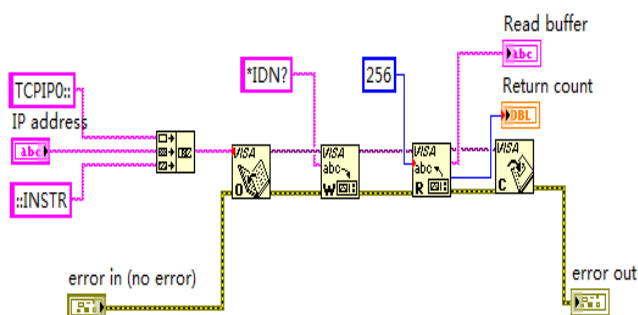 Read buffer
abc
TCPIP0::
*IDN?
256
Return count
DBL
IP address
abc
VISA
O
VISA
abc
W
VISA
abc
R
VISA
C
::INSTR
error in (no error)
error out